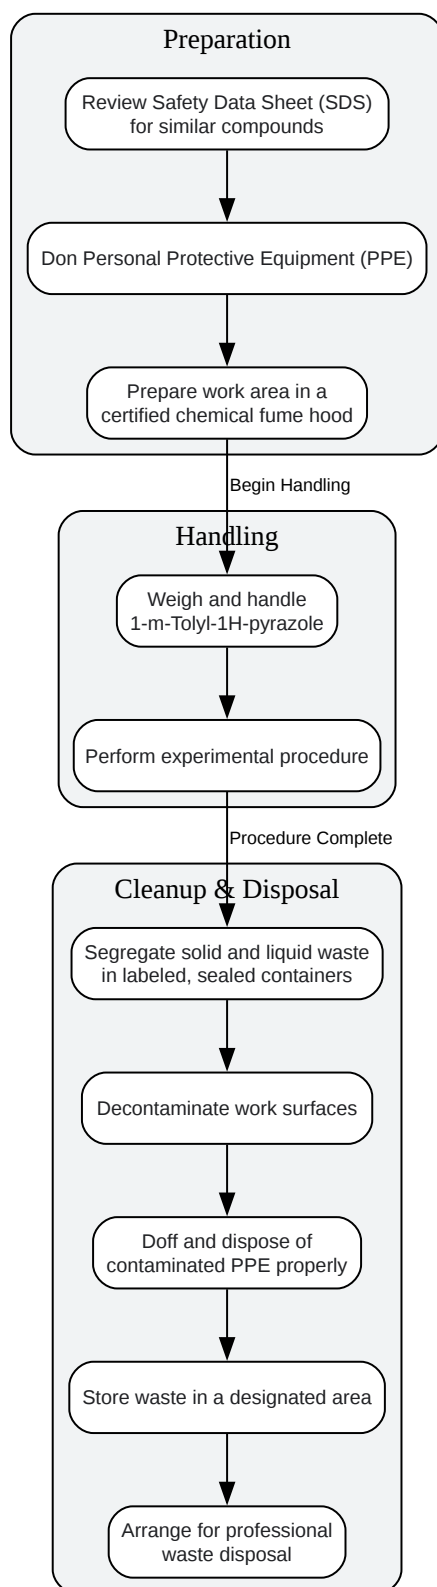 Preparation
Review Safety Data Sheet (SDS)
for similar compounds
Don Personal Protective Equipment (PPE)
Prepare work area in a
certified chemical fume hood
Begin Handling
Handling
Weigh and handle
1-m-Tolyl-1H-pyrazole
Perform experimental procedure
Procedure Complete
Cleanup & Disposal
Segregate solid and liquid waste
in labeled, sealed containers
Decontaminate work surfaces
Doff and dispose of
contaminated PPE properly
Store waste in a designated area
Arrange for professional
waste disposal